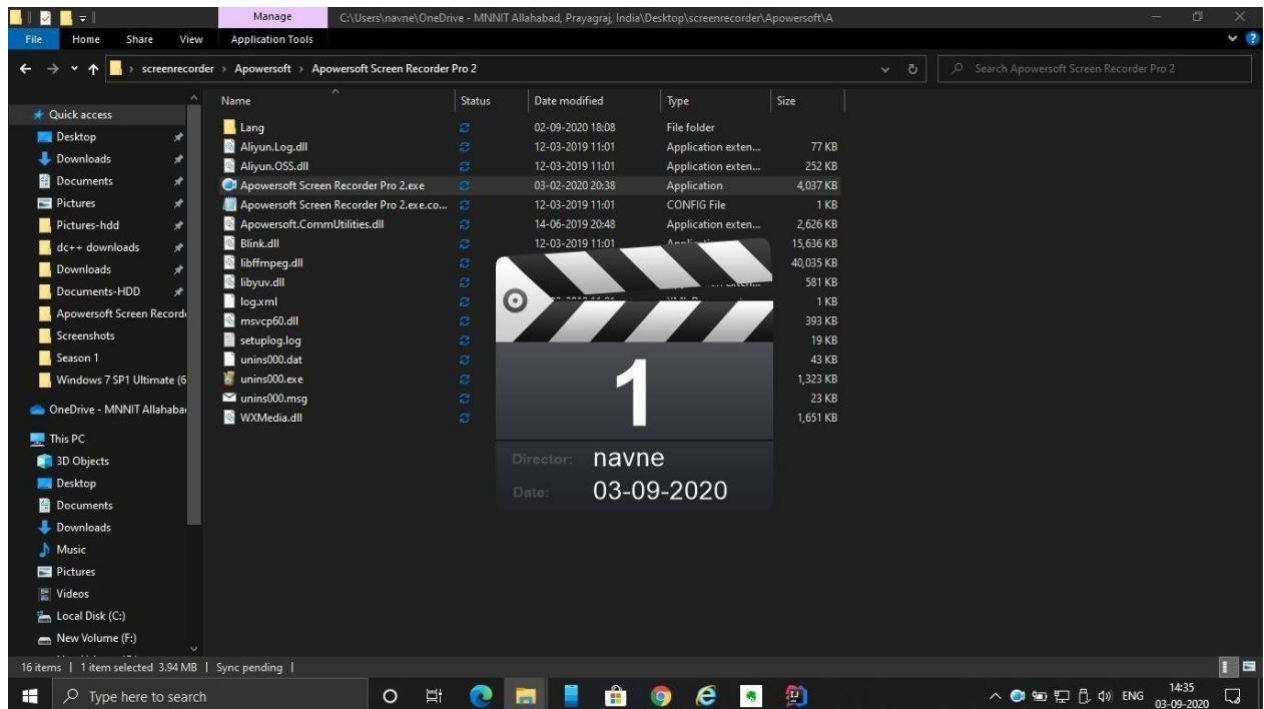 Manage C:\Users\navne\OneDrive - MNNIT Allahabad, Prayagraj, India\Desktop\screenrecorder\Apowersoft\A
File Home Share View Application Tools
screenrecorder › Apowersoft › Apowersoft Screen Recorder Pro 2 Search Apowersoft Screen Recorder Pro 2
Name Status Date modified Type Size
Quick access
Desktop
Downloads
Documents
Pictures
Pictures-hdd
dc++ downloads
Downloads
Documents-HDD
Apowersoft Screen Record
Screenshots
Season 1
Windows 7 SP1 Ultimate (6
OneDrive - MNNIT Allahaba
This PC
3D Objects
Desktop
Documents
Downloads
Music
Pictures
Videos
Local Disk (C:)
New Volume (F:)
Lang 02-09-2020 18:08 File folder
Aliyun.Log.dll 12-03-2019 11:01 Application exten... 77 KB
Aliyun.OSS.dll 12-03-2019 11:01 Application exten... 252 KB
Apowersoft Screen Recorder Pro 2.exe 03-02-2020 20:38 Application 4,037 KB
Apowersoft Screen Recorder Pro 2.exe.co... 12-03-2019 11:01 CONFIG File 1 KB
Apowersoft.CommUtilities.dll 14-06-2019 20:48 Application exten... 2,626 KB
Blink.dll 12-03-2019 11:01 15,636 KB
libffmpeg.dll 40,035 KB
libyuv.dll 581 KB
log.xml 1 KB
msvcp60.dll 393 KB
setuplog.log 19 KB
unins000.dat 43 KB
unins000.exe 1,323 KB
unins000.msg 23 KB
WXMedia.dll 1,651 KB
1
Director: navne
Date: 03-09-2020
16 items | 1 item selected 3.94 MB | Sync pending |
Type here to search ENG 14:35
03-09-2020